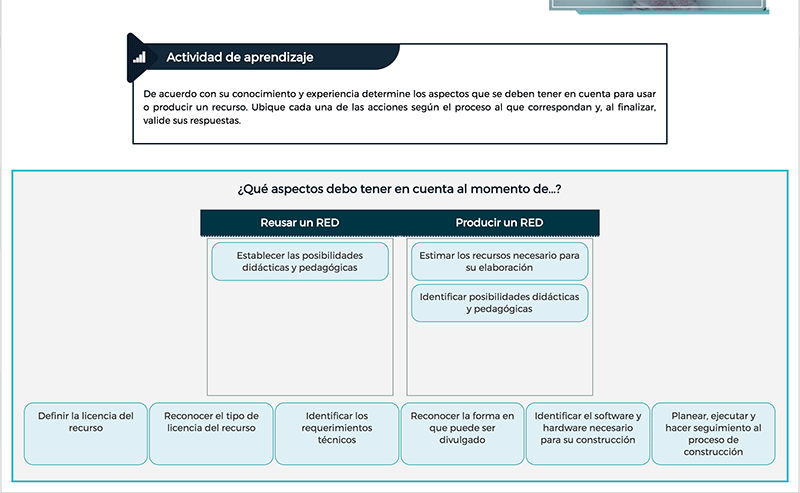 Actividad de aprendizaje
De acuerdo con su conocimiento y experiencia determine los aspectos que se deben tener en cuenta para usar
o producir un recurso. Ubique cada una de las acciones según el proceso al que correspondan y, al finalizar,
valide sus respuestas.
¿Qué aspectos debo tener en cuenta al momento de...?
Reusar un RED
Producir un RED
Establecer las posibilidades
didácticas y pedagógicas
Estimar los recursos necesario para
su elaboración
Identificar posibilidades didácticas
y pedagógicas
Definir la licencia del
recurso
Reconocer el tipo de
licencia del recurso
Identificar los
requerimientos
técnicos
Reconocer la forma en
que puede ser
divulgado
Identificar el software y
hardware necesario
para su construcción
Planear, ejecutar y
hacer seguimiento al
proceso de
construcción